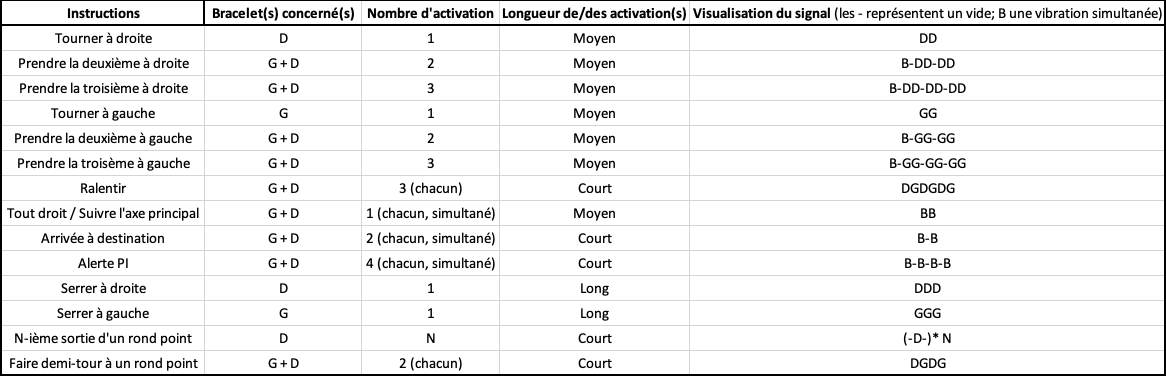 Instructions Bracelet(s) concerné(s) Nombre d'activation Longueur de/des activation(s) Visualisation du signal (les - représentent un vide; B une vibration simultanée)
Tourner à droite D 1 Moyen DD
Prendre la deuxième à droite G + D 2 Moyen B-DD-DD
Prendre la troisième à droite G + D 3 Moyen B-DD-DD-DD
Tourner à gauche G 1 Moyen GG
Prendre la deuxième à gauche G + D 2 Moyen B-GG-GG
Prendre la troisème à gauche G + D 3 Moyen B-GG-GG-GG
Ralentir G + D 3 (chacun) Court DGDGDG
Tout droit / Suivre l'axe principal G + D 1 (chacun, simultané) Moyen BB
Arrivée à destination G + D 2 (chacun, simultané) Court B-B
Alerte PI G + D 4 (chacun, simultané) Court B-B-B-B
Serrer à droite D 1 Long DDD
Serrer à gauche G 1 Long GGG
N-ième sortie d'un rond point D N Court (-D-)* N
Faire demi-tour à un rond point G + D 2 (chacun) Court DGDG